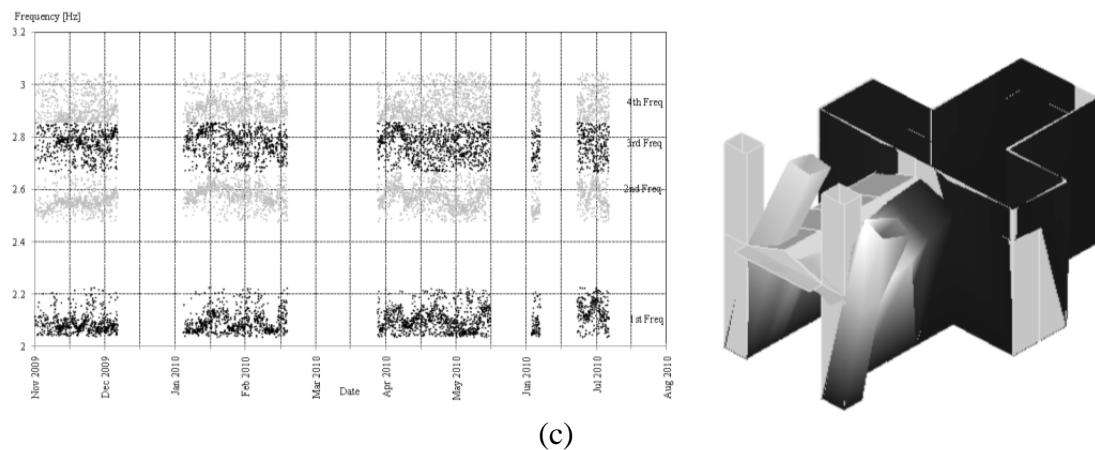 Frequency [Hz]
3.2
3
4th Freq
2.8
3rd Freq
2.6
2nd Freq
2.4
2.2
1st Freq
2
Nov 2009
Dec 2009
Jan 2010
Feb 2010
Mar 2010
Apr 2010
May 2010
Jun 2010
Jul 2010
Aug 2010
Date
(c)